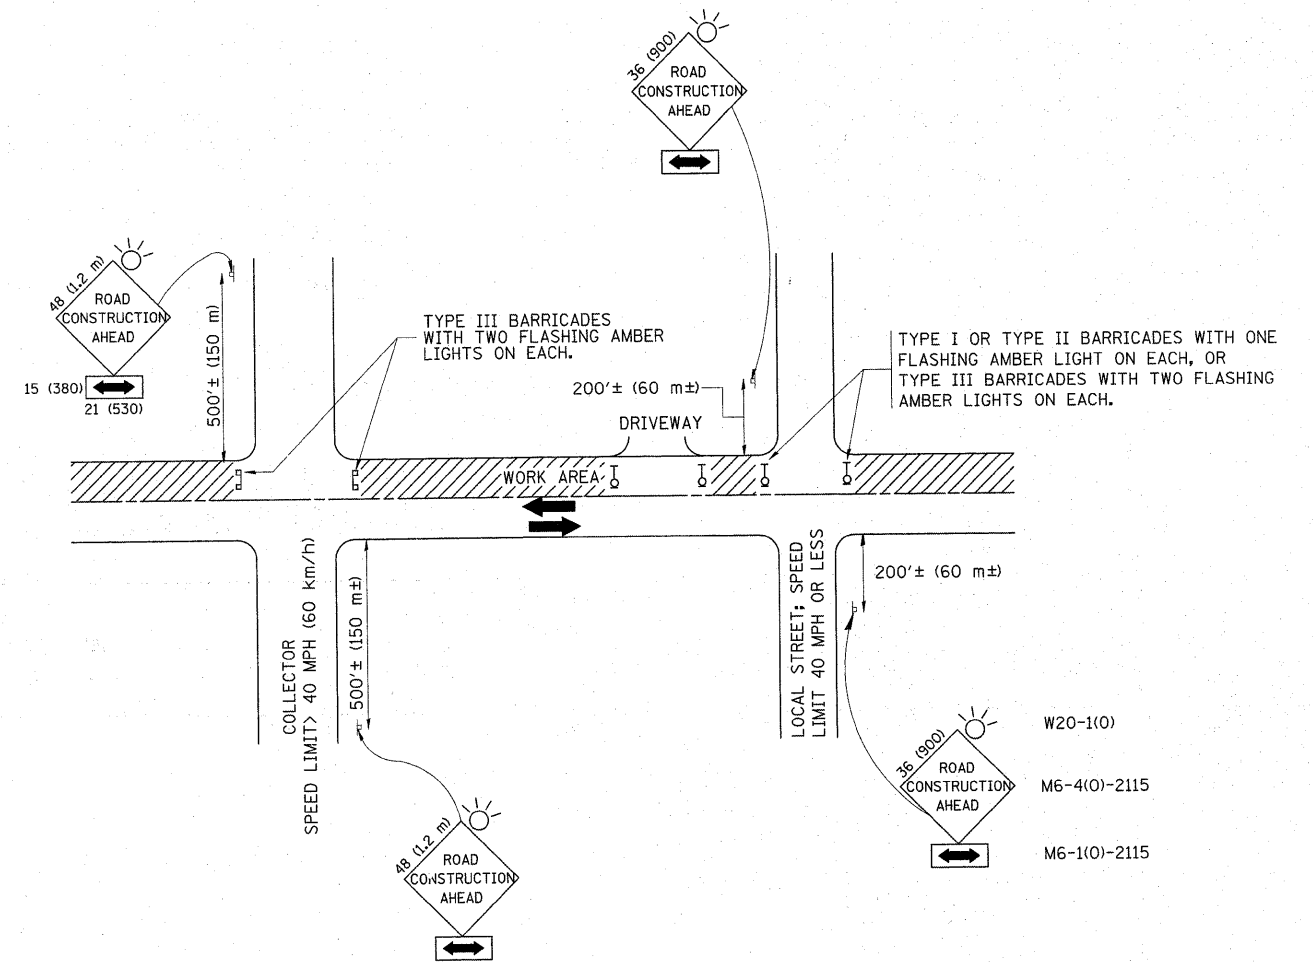 36 (900)
ROAD
CONSTRUCTION
AHEAD
48 (1.2 m)
ROAD
CONSTRUCTION
AHEAD
15 (380)
21 (530)
500'± (150 m)
TYPE III BARRICADES
WITH TWO FLASHING AMBER
LIGHTS ON EACH.
200'± (60 m±)
DRIVEWAY
TYPE I OR TYPE II BARRICADES WITH ONE
FLASHING AMBER LIGHT ON EACH, OR
TYPE III BARRICADES WITH TWO FLASHING
AMBER LIGHTS ON EACH.
WORK AREA
COLLECTOR
SPEED LIMIT> 40 MPH (60 km/h)
500'± (150 m±)
LOCAL STREET; SPEED
LIMIT 40 MPH OR LESS
200'± (60 m±)
48 (1.2 m)
ROAD
CONSTRUCTION
AHEAD
36 (900)
ROAD
CONSTRUCTION
AHEAD
W20-1(O)
M6-4(O)-2115
M6-1(O)-2115